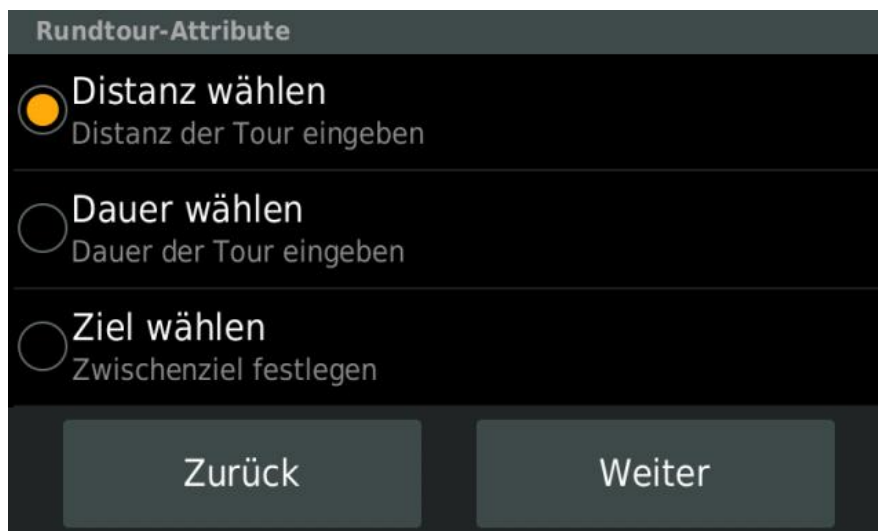 Rundtour-Attribute
Distanz wählen
Distanz der Tour eingeben
Dauer wählen
Dauer der Tour eingeben
Ziel wählen
Zwischenziel festlegen
Zurück
Weiter